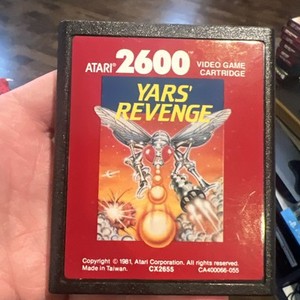 ATARI® 2600™ VIDEO GAME CARTRIDGE
YARS'
REVENGE
Copyright © 1981, Atari Corporation. All rights reserved.
Made in Taiwan. CX2655 CA400066-055